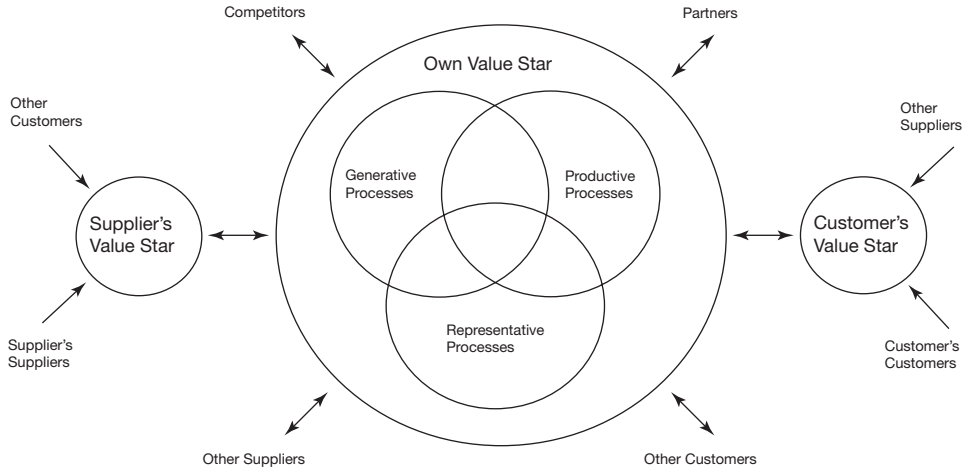 Competitors
Partners
Own Value Star
Other
Customers
Other
Suppliers
Generative
Processes
Productive
Processes
Supplier's
Value Star
Customer's
Value Star
Representative
Processes
Supplier's
Suppliers
Customer's
Customers
Other Suppliers
Other Customers